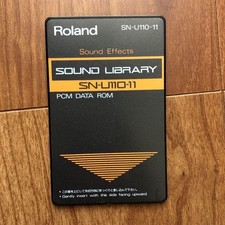 Roland SN-U110-11
Sound Effects
SOUND LIBRARY
SN-U110-11
PCM DATA ROM
• Gently insert with this side facing upward